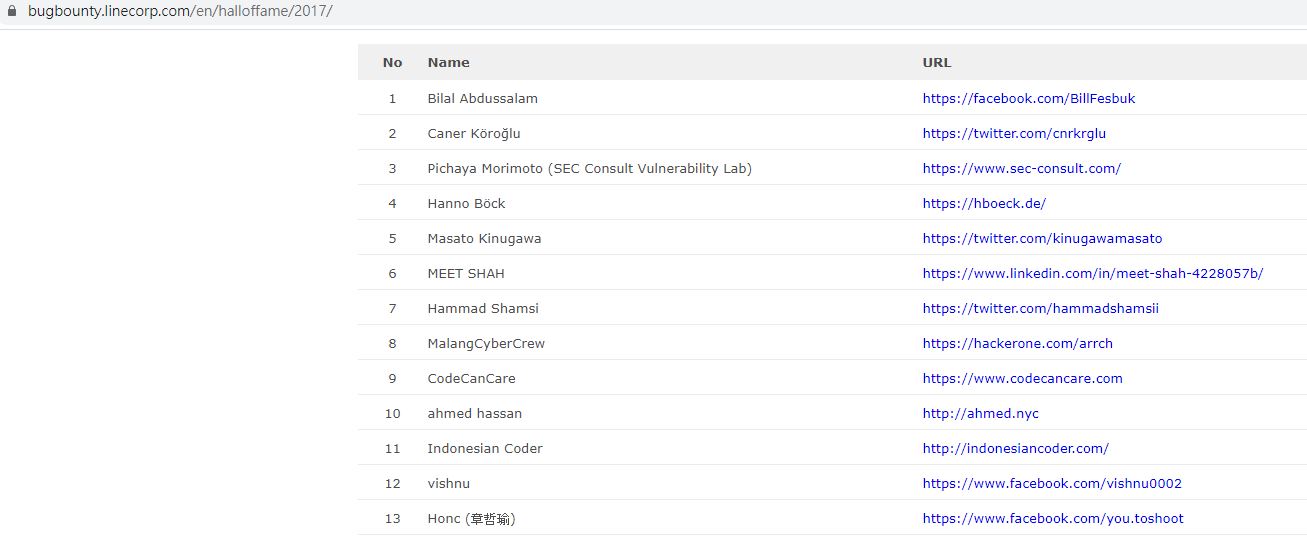 bugbounty.linecorp.com/en/halloffame/2017/
No Name URL
1 Bilal Abdussalam https://facebook.com/BillFesbuk
2 Caner Köroğlu https://twitter.com/cnrkrglu
3 Pichaya Morimoto (SEC Consult Vulnerability Lab) https://www.sec-consult.com/
4 Hanno Böck https://hboeck.de/
5 Masato Kinugawa https://twitter.com/kinugawamasato
6 MEET SHAH https://www.linkedin.com/in/meet-shah-4228057b/
7 Hammad Shamsi https://twitter.com/hammadshamsii
8 MalangCyberCrew https://hackerone.com/arrch
9 CodeCanCare https://www.codecancare.com
10 ahmed hassan http://ahmed.nyc
11 Indonesian Coder http://indonesiancoder.com/
12 vishnu https://www.facebook.com/vishnu0002
13 Honc (章哲瑜) https://www.facebook.com/you.toshoot